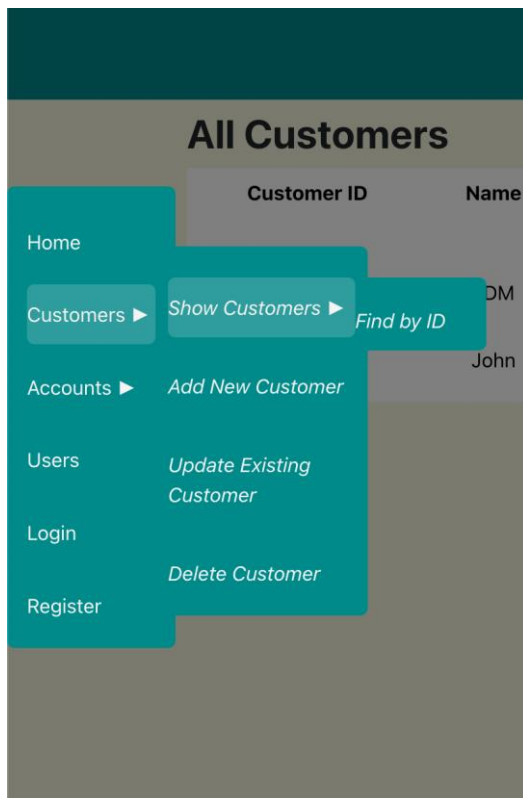 All Customers
Customer ID Name
Home
Customers ▶
Accounts ▶
Users
Login
Register
Show Customers ▶
Add New Customer
Update Existing
Customer
Delete Customer
Find by ID
John